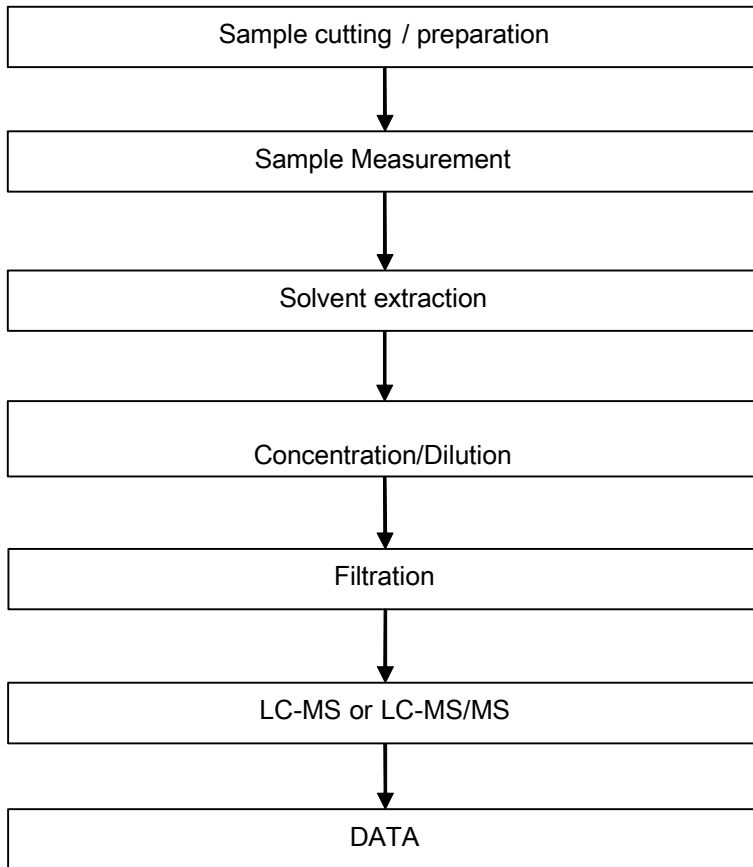 Sample cutting / preparation
Sample Measurement
Solvent extraction
Concentration/Dilution
Filtration
LC-MS or LC-MS/MS
DATA